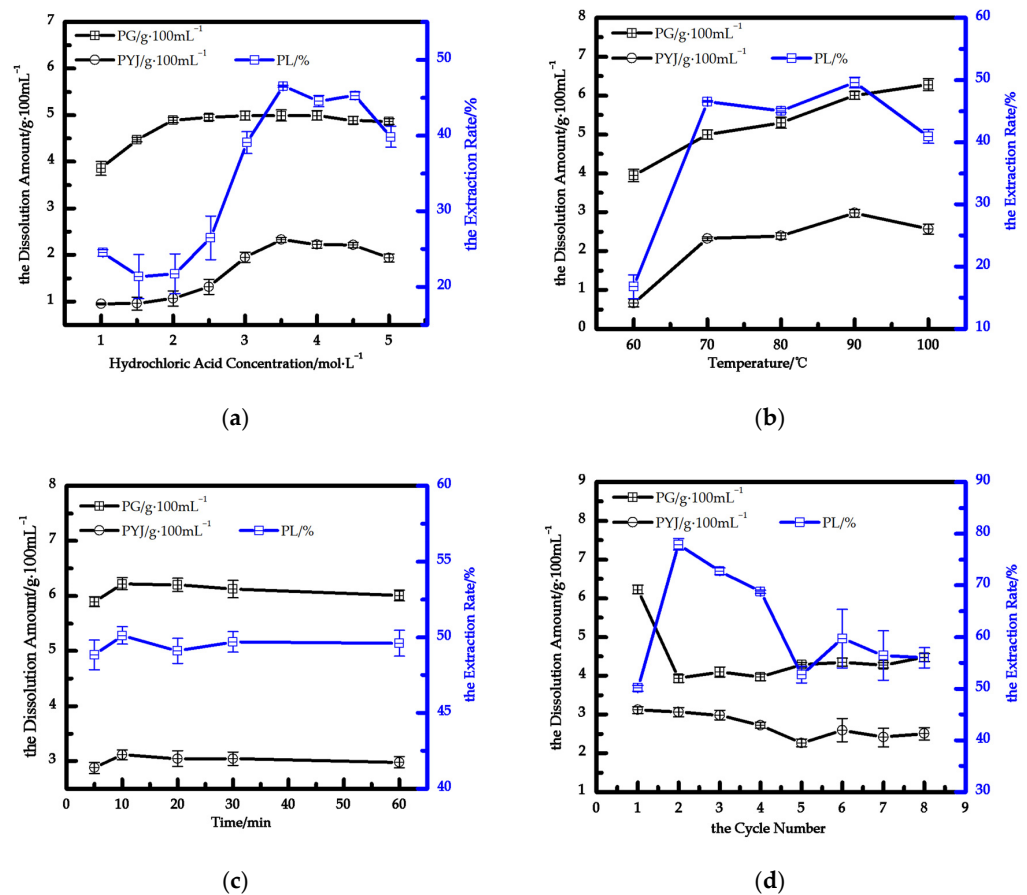 7
6
5
4
3
2
1
PG/g·100mL⁻¹
PYJ/g·100mL⁻¹
PL/%
50
40
30
20
the Dissolution Amount/g·100mL⁻¹
the Extraction Rate/%
1 2 3 4 5
Hydrochloric Acid Concentration/mol·L⁻¹
(a)
8
7
6
5
4
3
2
1
0
PG/g·100mL⁻¹
PYJ/g·100mL⁻¹
PL/%
60
50
40
30
20
10
the Dissolution Amount/g·100mL⁻¹
the Extraction Rate/%
60 70 80 90 100
Temperature/℃
(b)
8
7
6
5
4
3
PG/g·100mL⁻¹
PYJ/g·100mL⁻¹
PL/%
60
55
50
45
40
the Dissolution Amount/g·100mL⁻¹
the Extraction Rate/%
0 10 20 30 40 50 60
Time/min
(c)
9
8
7
6
5
4
3
2
1
PG/g·100mL⁻¹
PYJ/g·100mL⁻¹
PL/%
90
80
70
60
50
40
30
the Dissolution Amount/g·100mL⁻¹
the Extraction Rate/%
0 1 2 3 4 5 6 7 8 9
the Cycle Number
(d)